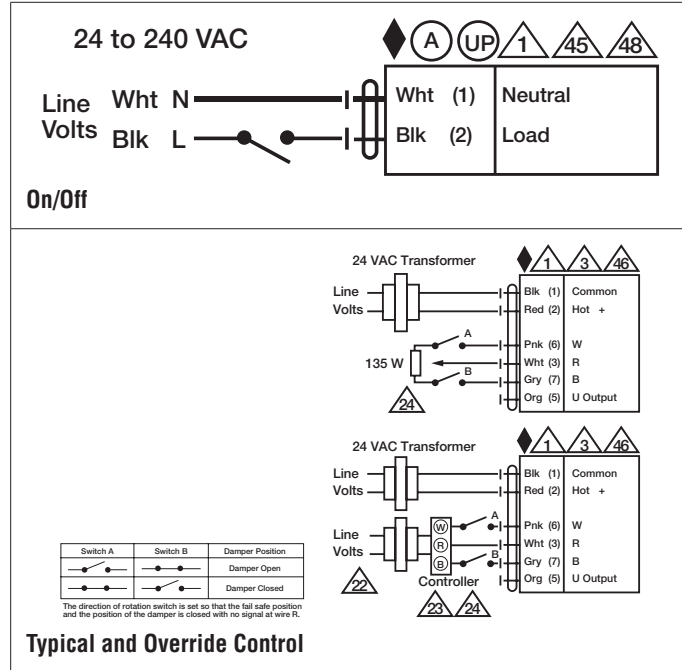 24 to 240 VAC
A UP 1 45 48
Line Volts
Wht N
Blk L
Wht (1) Neutral
Blk (2) Load
On/Off
24 VAC Transformer
1 3 46
Line
Volts
Blk (1) Common
Red (2) Hot +
A
135 W
B
Pnk (6) W
Wht (3) R
Gry (7) B
Org (5) U Output
24
24 VAC Transformer
1 3 46
Line
Volts
Blk (1) Common
Red (2) Hot +
Line
Volts
W
R
B
A
B
Pnk (6) W
Wht (3) R
Gry (7) B
Org (5) U Output
22
Controller
23 24
Switch A Switch B Damper Position
Damper Open
Damper Closed
The direction of rotation switch is set so that the fail safe position
and the position of the damper is closed with no signal at wire R.
Typical and Override Control